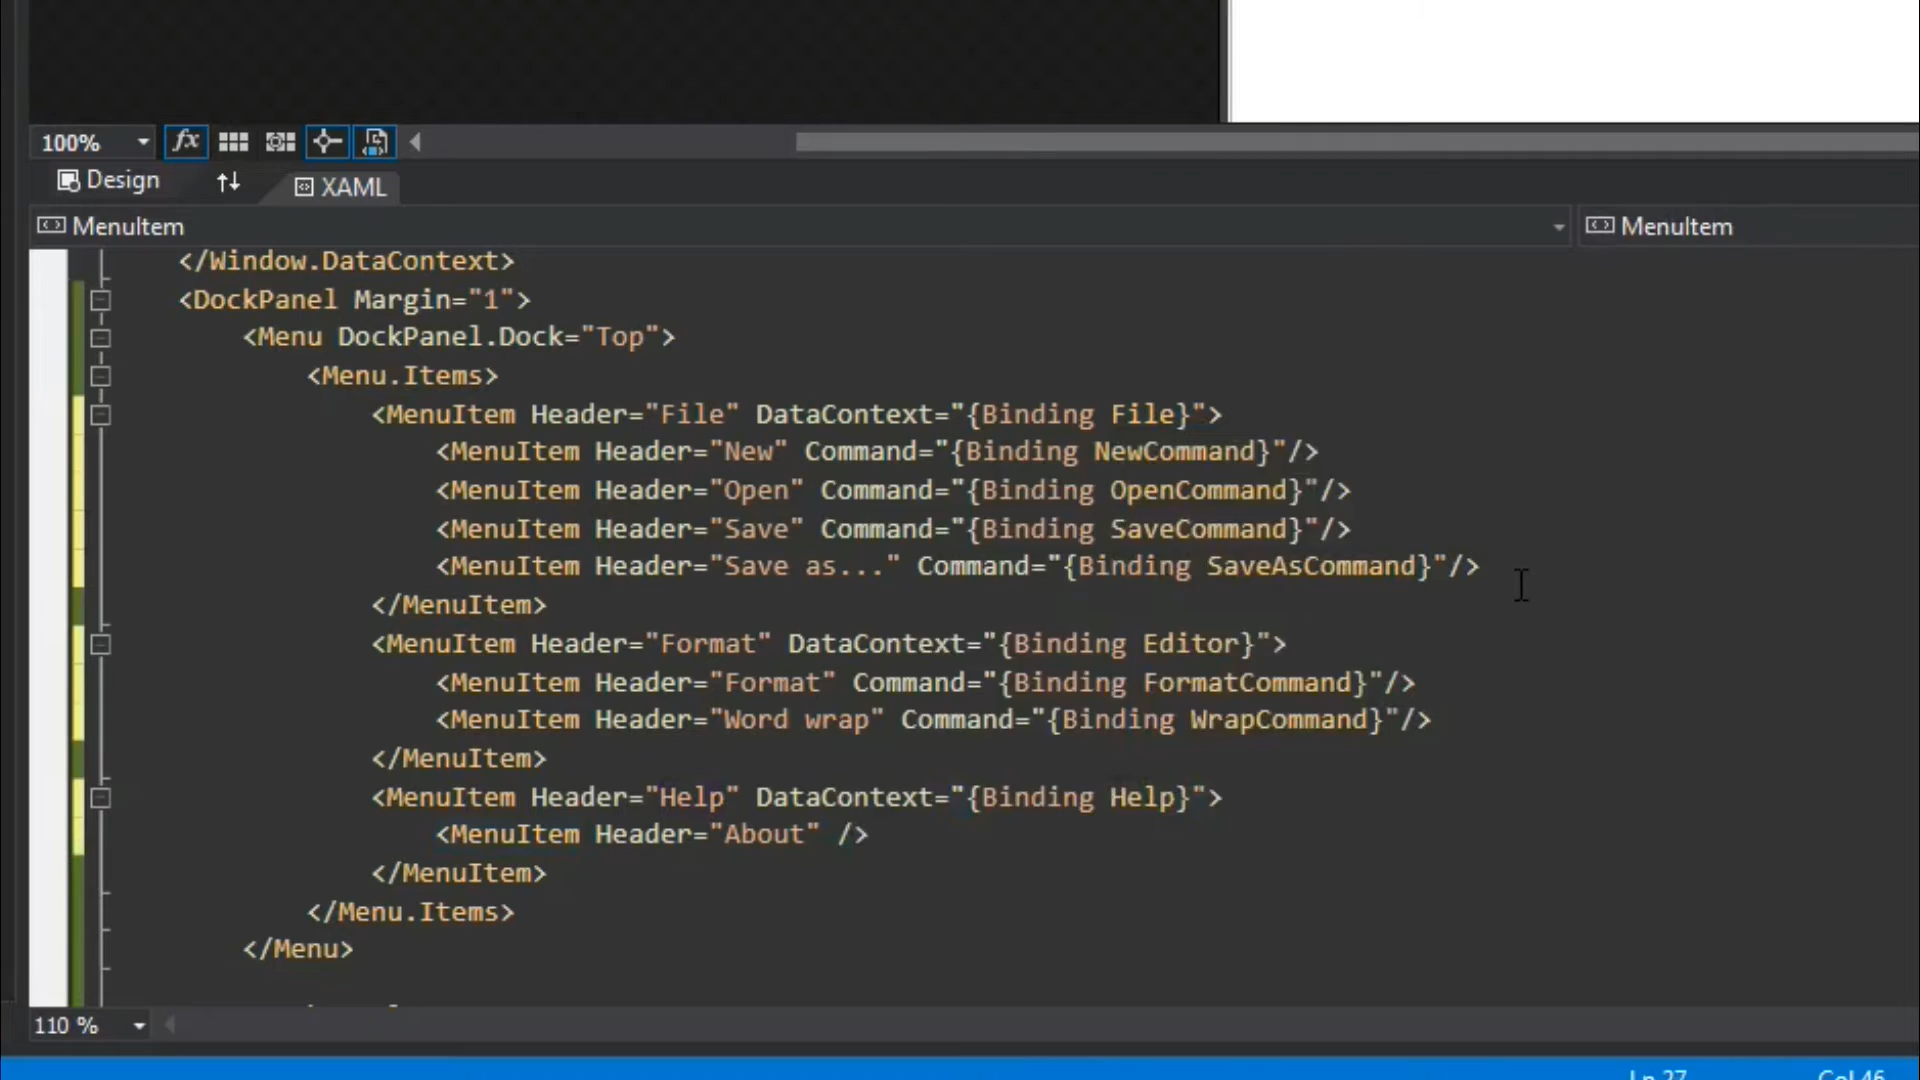 100%
Design
XAML
MenuItem
MenuItem
</Window.DataContext>
<DockPanel Margin="1">
<Menu DockPanel.Dock="Top">
<Menu.Items>
<MenuItem Header="File" DataContext="{Binding File}">
<MenuItem Header="New" Command="{Binding NewCommand}"/>
<MenuItem Header="Open" Command="{Binding OpenCommand}"/>
<MenuItem Header="Save" Command="{Binding SaveCommand}"/>
<MenuItem Header="Save as..." Command="{Binding SaveAsCommand}"/>
</MenuItem>
<MenuItem Header="Format" DataContext="{Binding Editor}">
<MenuItem Header="Format" Command="{Binding FormatCommand}"/>
<MenuItem Header="Word wrap" Command="{Binding WrapCommand}"/>
</MenuItem>
<MenuItem Header="Help" DataContext="{Binding Help}">
<MenuItem Header="About" />
</MenuItem>
</Menu.Items>
</Menu>
110 %
Ln 27
Col 46